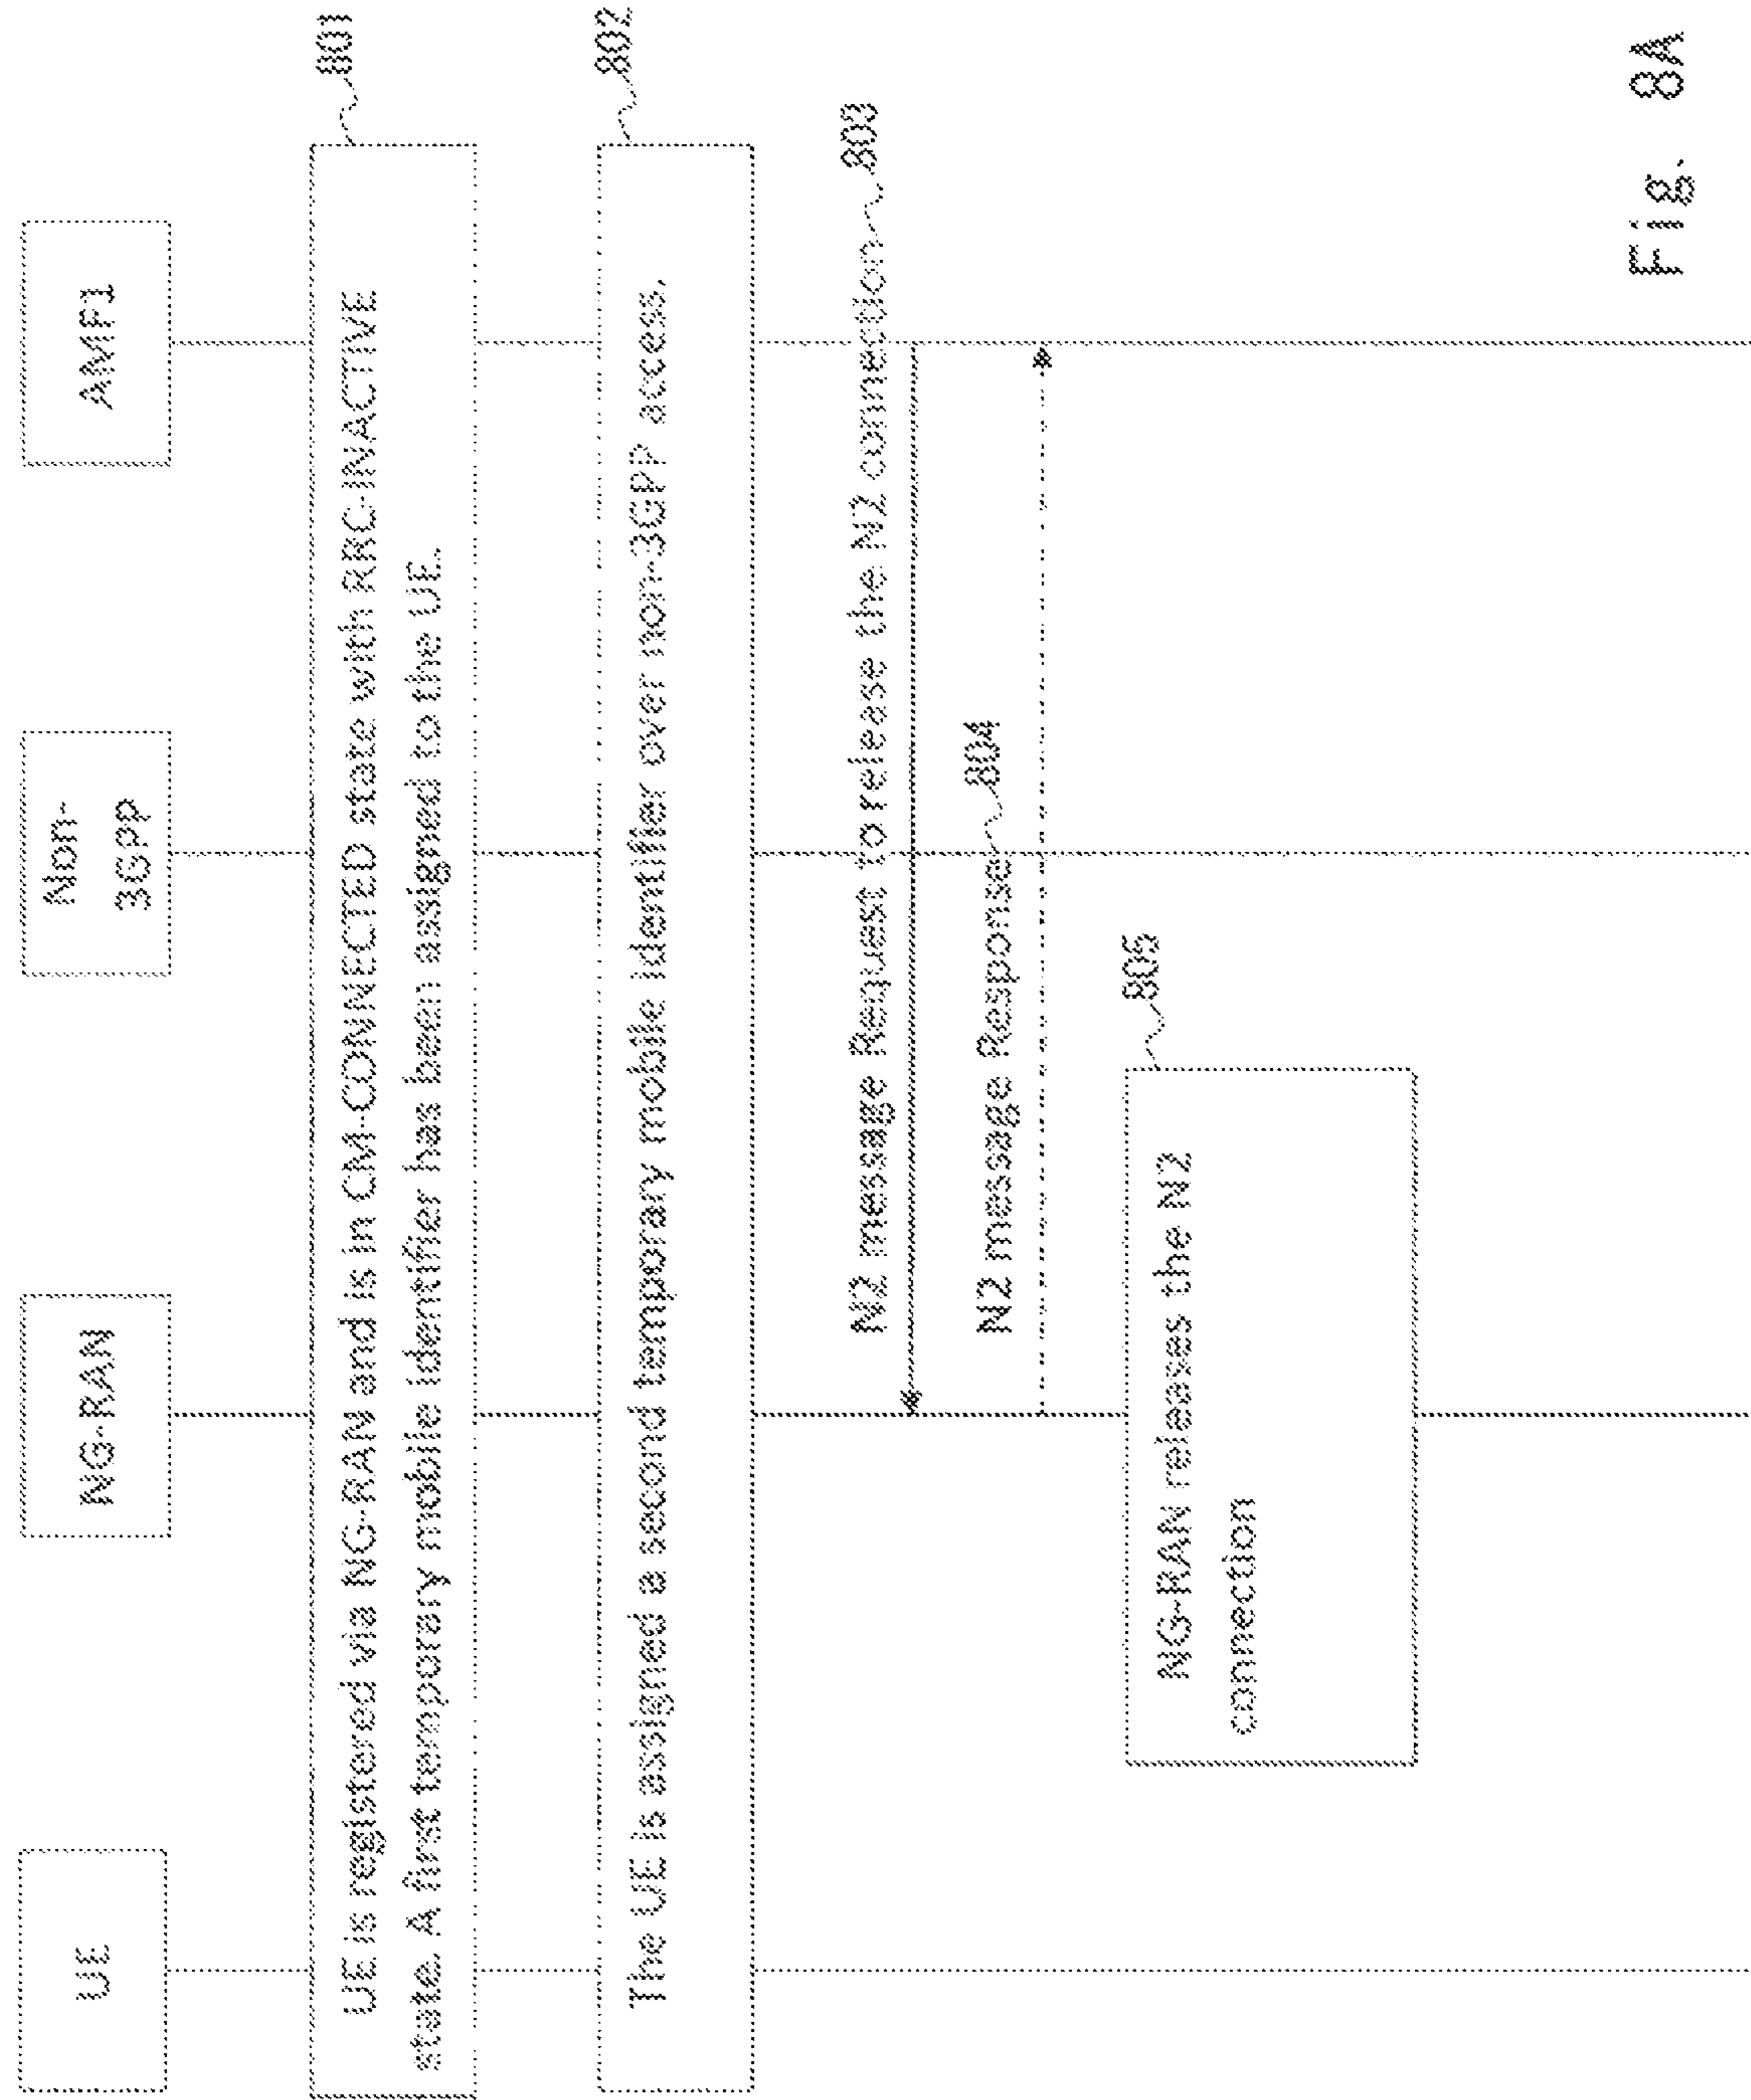 UE
NG-RAN
Non-
3GPP
AMF1
801
UE is registered via NG-RAN and is in CM-CONNECTED state with RRC-INACTIVE
state. A first temporary mobile identifier has been assigned to the UE.
802
The UE is assigned a second temporary mobile identifier over non-3GPP access.
N2 message Request to release the N2 connection 803
N2 message Response 804
805
NG-RAN releases the N2
connection
Fig. 8A